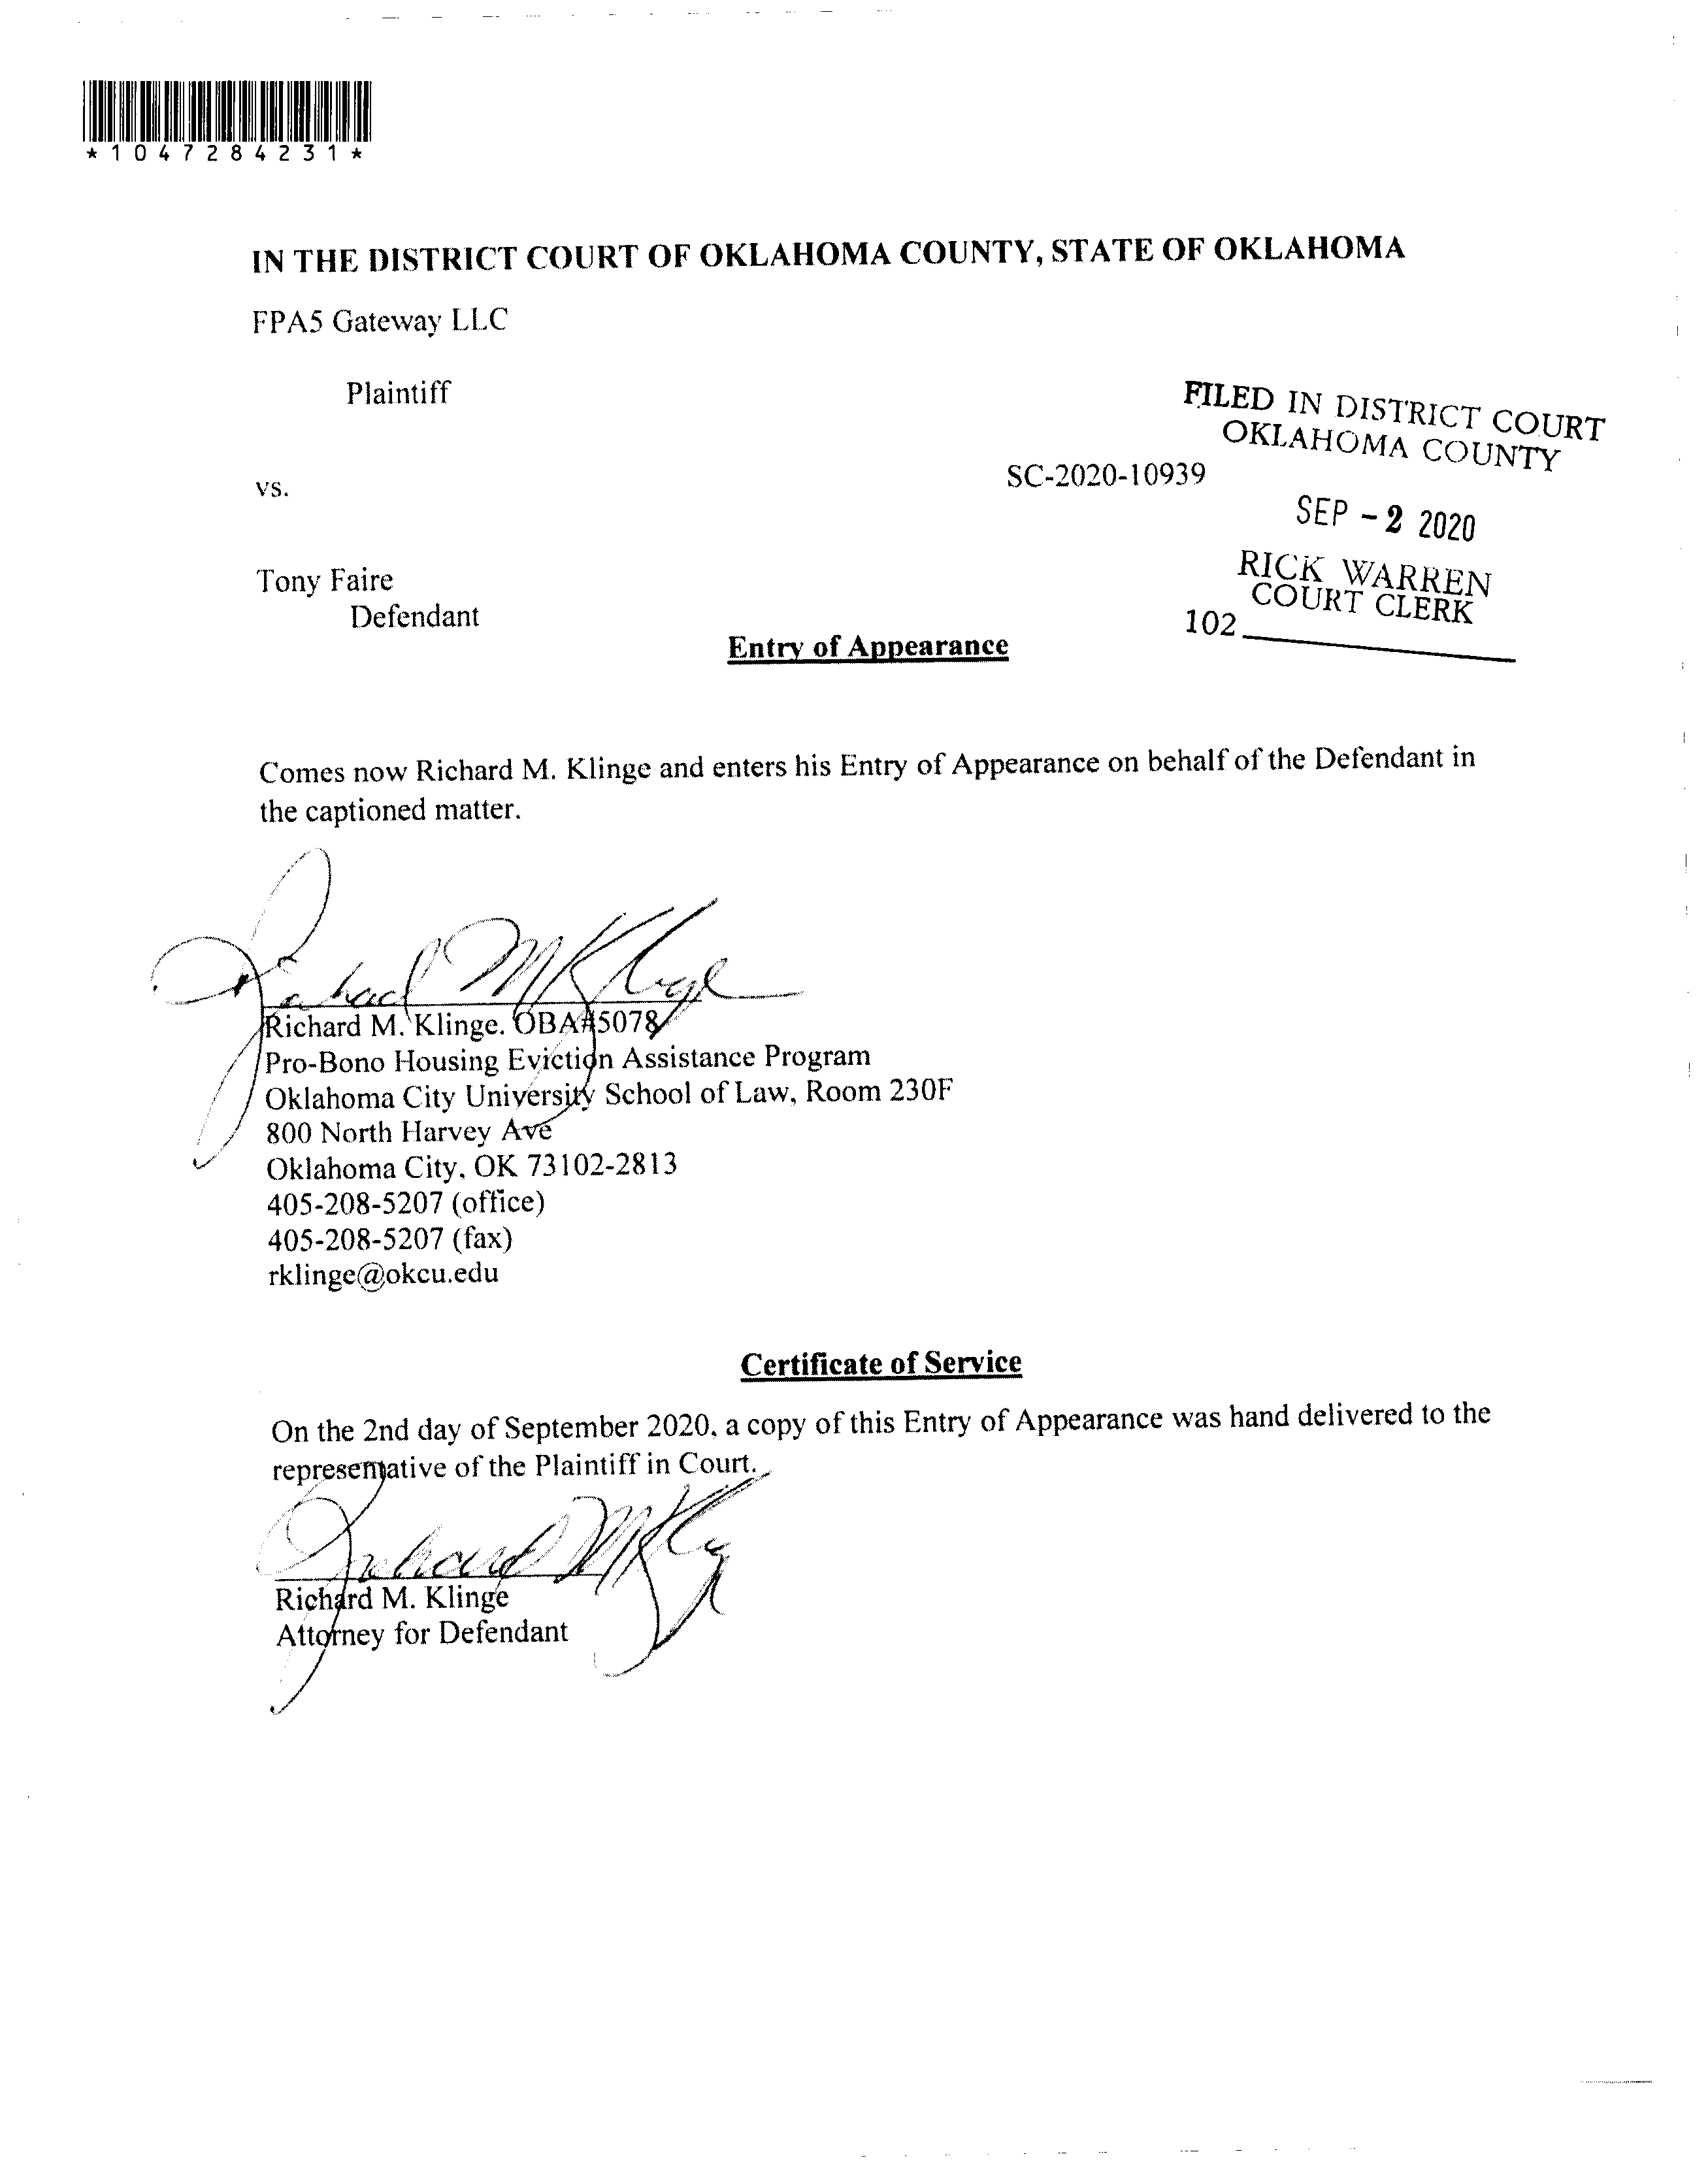 *1047284231*
IN THE DISTRICT COURT OF OKLAHOMA COUNTY, STATE OF OKLAHOMA
FPA5 Gateway LLC
Plaintiff
FILED IN DISTRICT COURT
OKLAHOMA COUNTY
vs.
SC-2020-10939
SEP - 2 2020
RICK WARREN
COURT CLERK
102
Tony Faire
Defendant
Entry of Appearance
Comes now Richard M. Klinge and enters his Entry of Appearance on behalf of the Defendant in
the captioned matter.
Richard M Klinge
Richard M. Klinge. OBA#5078
Pro-Bono Housing Eviction Assistance Program
Oklahoma City University School of Law, Room 230F
800 North Harvey Ave
Oklahoma City, OK 73102-2813
405-208-5207 (office)
405-208-5207 (fax)
rklinge@okcu.edu
Certificate of Service
On the 2nd day of September 2020, a copy of this Entry of Appearance was hand delivered to the
representative of the Plaintiff in Court.
Richard M Klinge
Richard M. Klinge
Attorney for Defendant